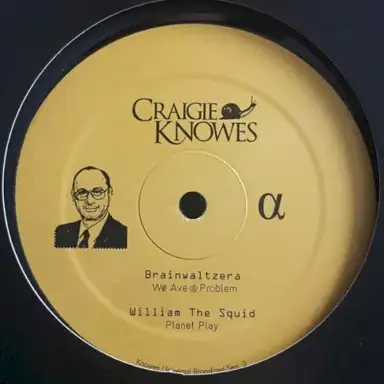 CRAIGIE
KNOWES
α
Brainwaltzera
We Ave @ Problem
William The Squid
Planet Play